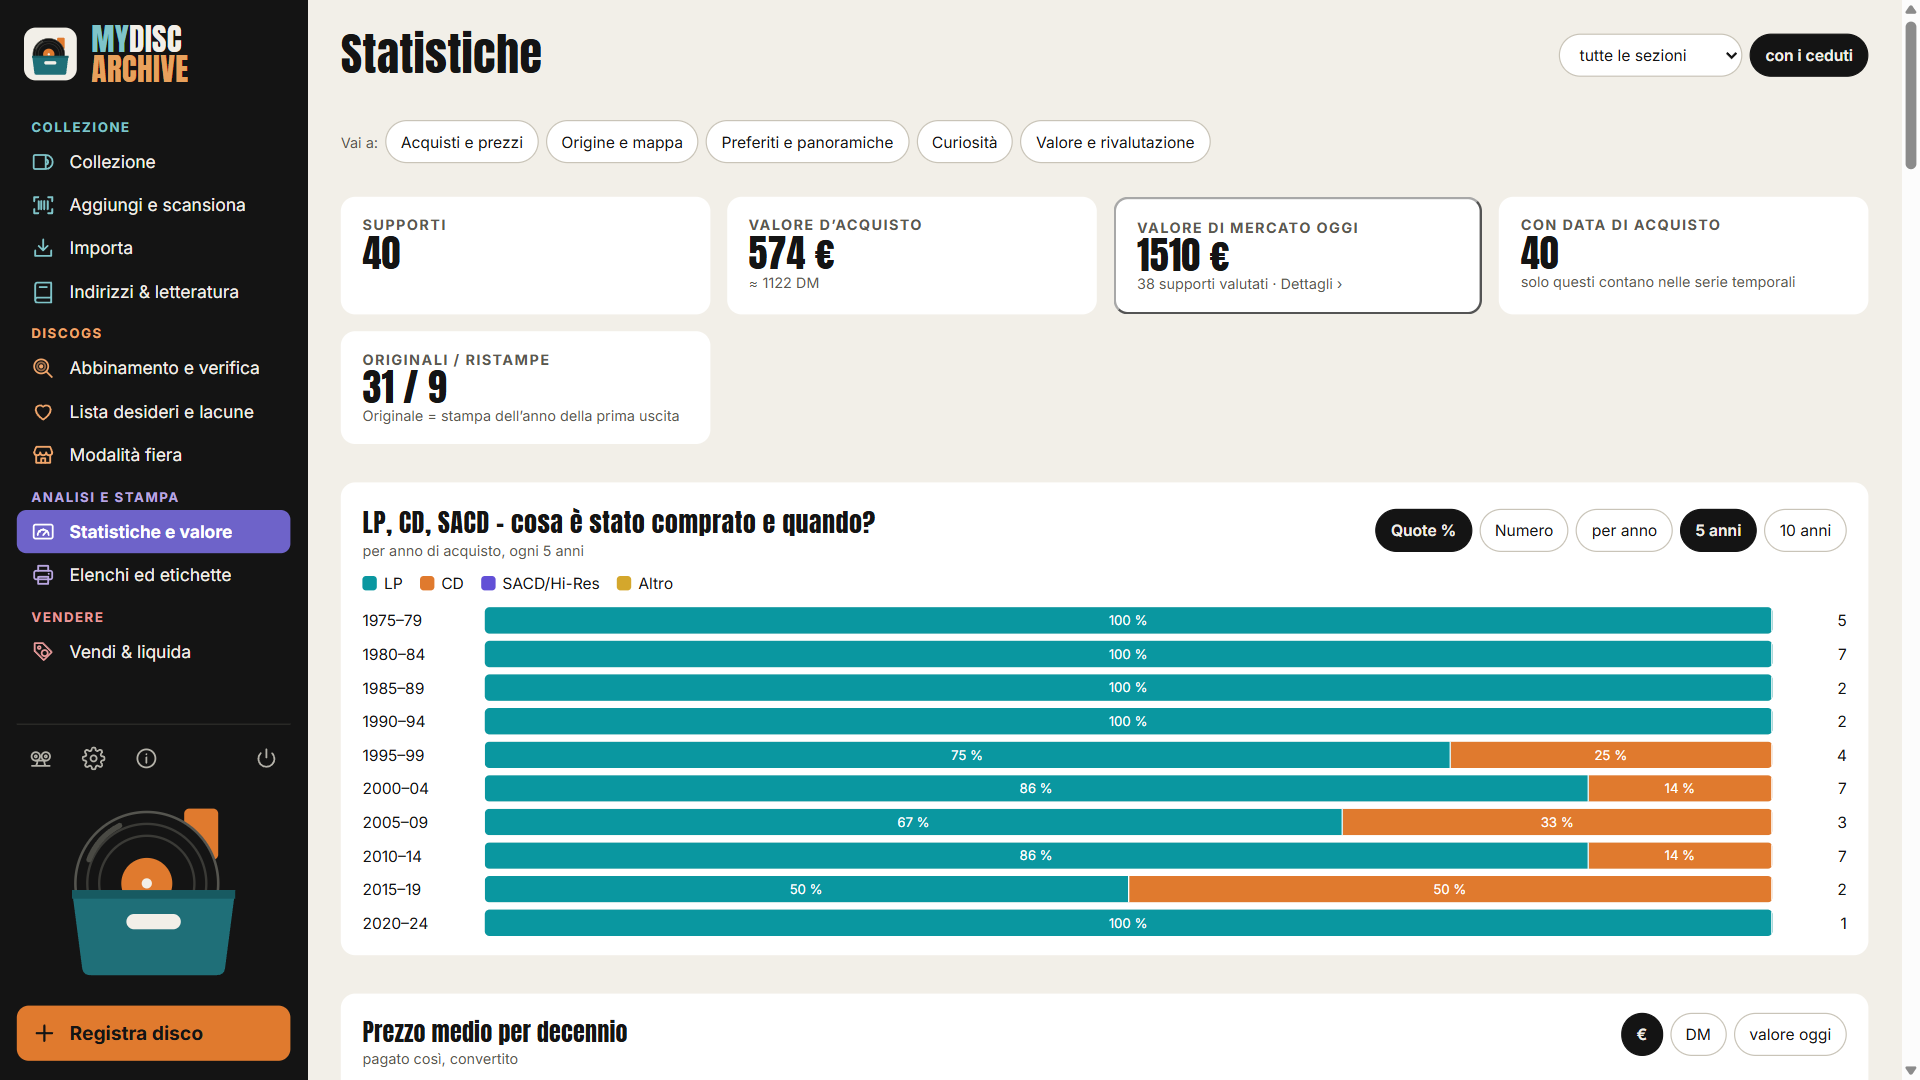 MYDISC
ARCHIVE
COLLEZIONE
Collezione
Aggiungi e scansiona
Importa
Indirizzi & letteratura
DISCOGS
Abbinamento e verifica
Lista desideri e lacune
Modalità fiera
ANALISI E STAMPA
Statistiche e valore
Elenchi ed etichette
VENDERE
Vendi & liquida
Registra disco
Statistiche
tutte le sezioni
con i ceduti
Vai a: Acquisti e prezzi Origine e mappa Preferiti e panoramiche Curiosità Valore e rivalutazione
SUPPORTI
40
VALORE D’ACQUISTO
574 €
≈ 1122 DM
VALORE DI MERCATO OGGI
1510 €
38 supporti valutati · Dettagli ›
CON DATA DI ACQUISTO
40
solo questi contano nelle serie temporali
ORIGINALI / RISTAMPE
31 / 9
Originale = stampa dell’anno della prima uscita
LP, CD, SACD – cosa è stato comprato e quando?
per anno di acquisto, ogni 5 anni
Quote % Numero per anno 5 anni 10 anni
LP CD SACD/Hi-Res Altro
1975–79 100 % 5
1980–84 100 % 7
1985–89 100 % 2
1990–94 100 % 2
1995–99 75 % 25 % 4
2000–04 86 % 14 % 7
2005–09 67 % 33 % 3
2010–14 86 % 14 % 7
2015–19 50 % 50 % 2
2020–24 100 % 1
Prezzo medio per decennio
pagato così, convertito
€ DM valore oggi